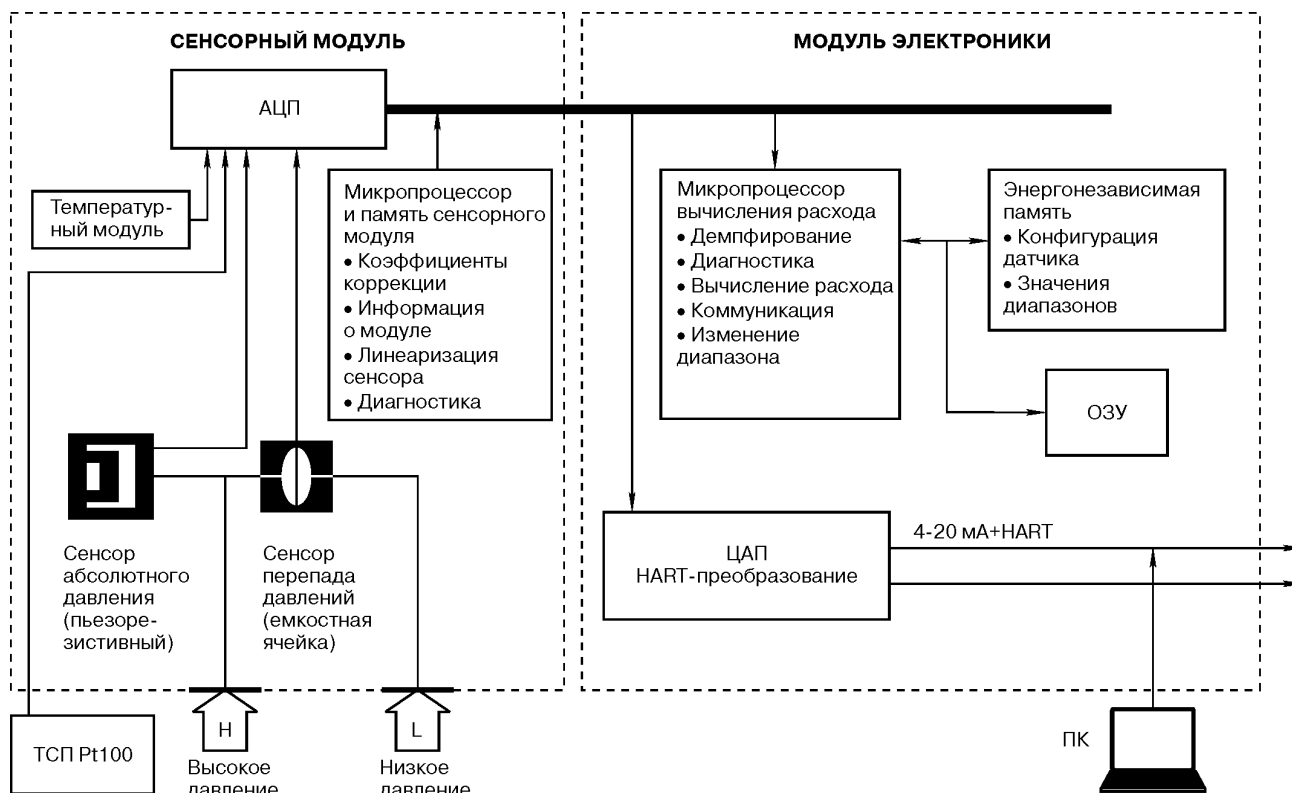 СЕНСОРНЫЙ МОДУЛЬ
АЦП
Температур-
ный модуль
Микропроцессор
и память сенсорного
модуля
• Коэффициенты
коррекции
• Информация
о модуле
• Линеаризация
сенсора
• Диагностика
Сенсор
абсолютного
давления
(пьезоре-
зистивный)
Сенсор
перепада
давлений
(емкостная
ячейка)
ТСП Pt100
H
Высокое
давление
L
Низкое
давление
МОДУЛЬ ЭЛЕКТРОНИКИ
Микропроцессор
вычисления расхода
• Демпфирование
• Диагностика
• Вычисление расхода
• Коммуникация
• Изменение
диапазона
Энергонезависимая
память
• Конфигурация
датчика
• Значения
диапазонов
ОЗУ
ЦАП
HART-преобразование
4-20 мА+HART
ПК